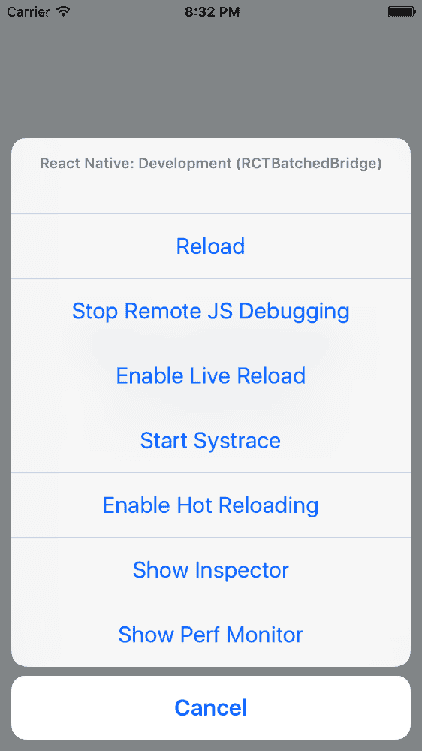 Carrier 8:32 PM
React Native: Development (RCTBatchedBridge)
Reload
Stop Remote JS Debugging
Enable Live Reload
Start Systrace
Enable Hot Reloading
Show Inspector
Show Perf Monitor
Cancel